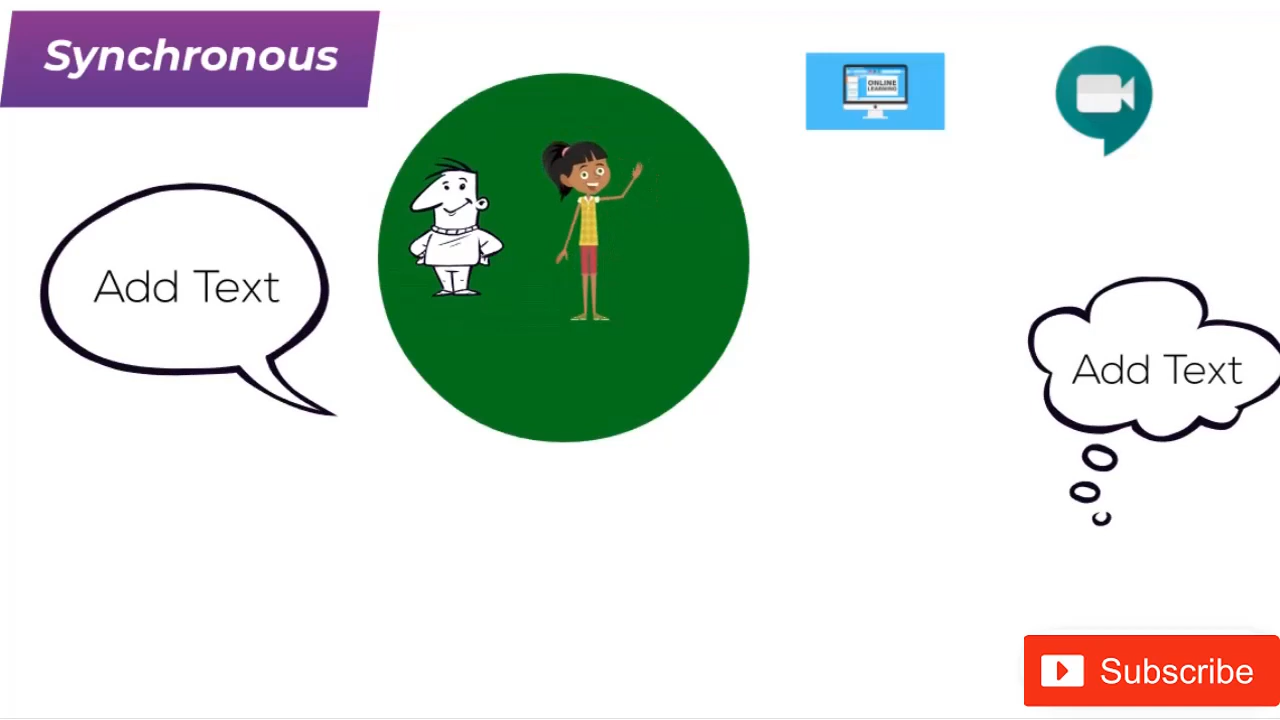 Synchronous
ONLINE
LEARNING
Add Text
Add Text
Subscribe